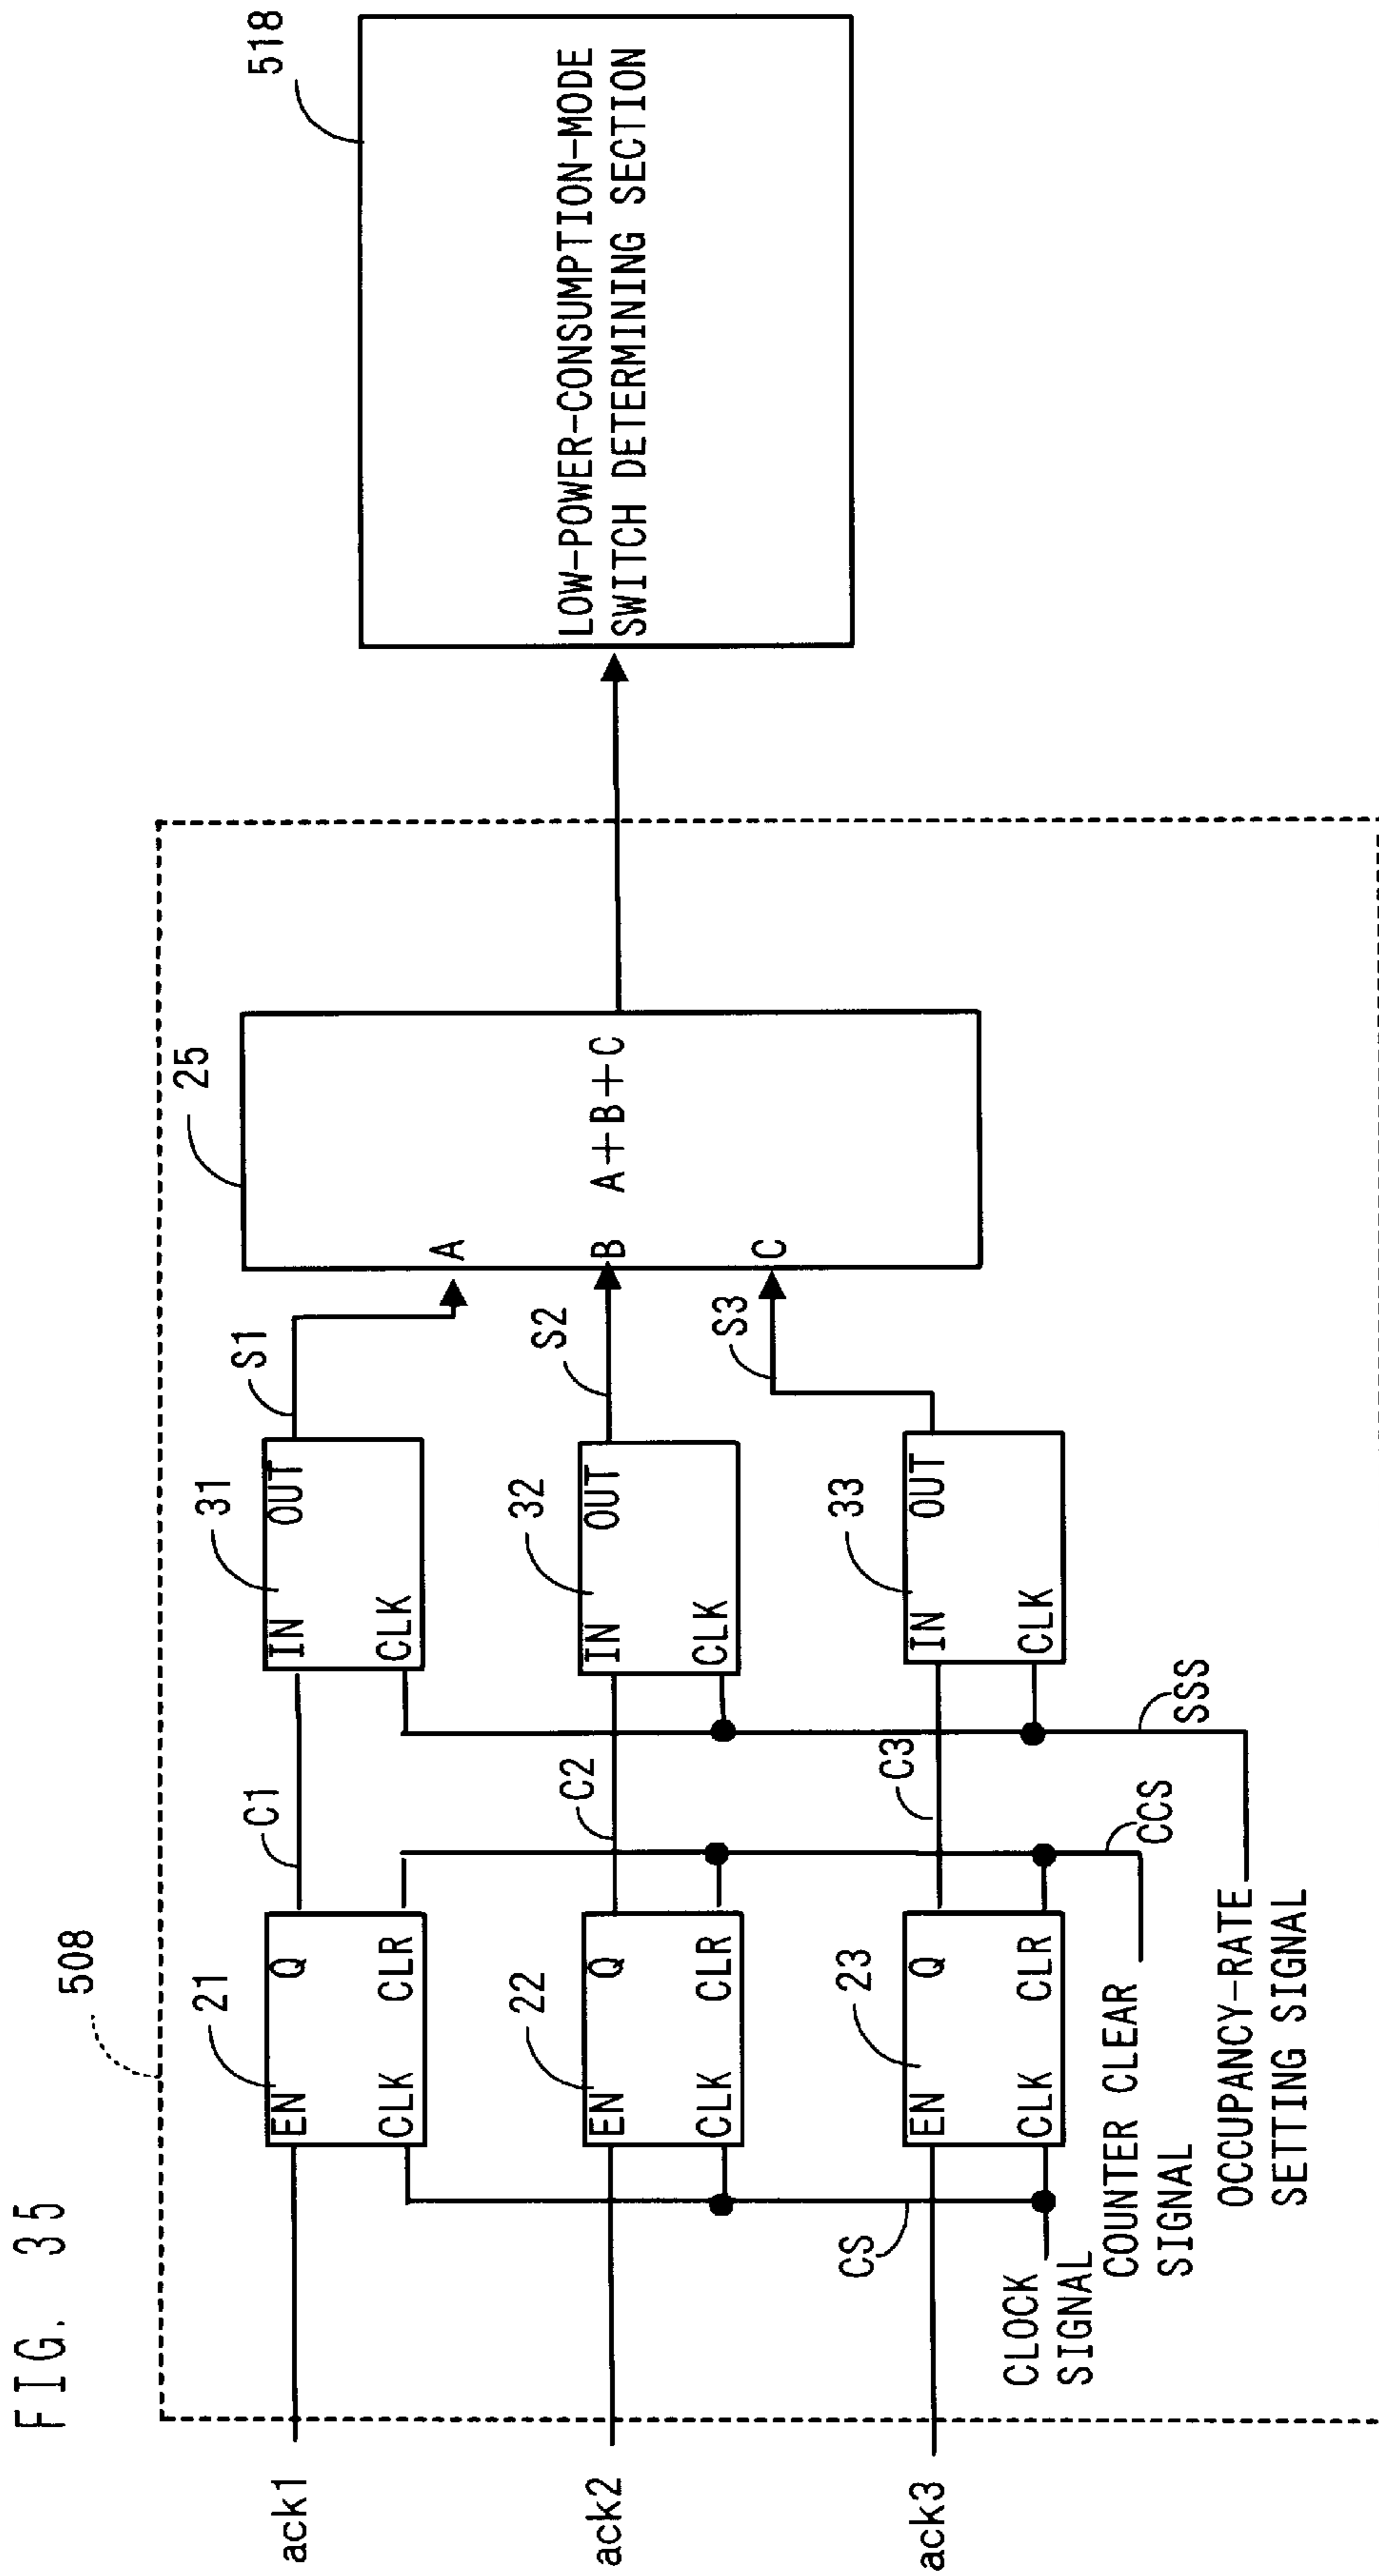 FIG. 35
508
518
LOW-POWER-CONSUMPTION-MODE
SWITCH DETERMINING SECTION
25
A
B
C
A+B+C
ack1
EN
Q
CLK
CLR
21
C1
IN
OUT
CLK
31
S1
ack2
EN
Q
CLK
CLR
22
C2
IN
OUT
CLK
32
S2
ack3
EN
Q
CLK
CLR
23
C3
IN
OUT
CLK
33
S3
CS
CCS
SSS
CLOCK
SIGNAL
COUNTER CLEAR
SIGNAL
OCCUPANCY-RATE
SETTING SIGNAL